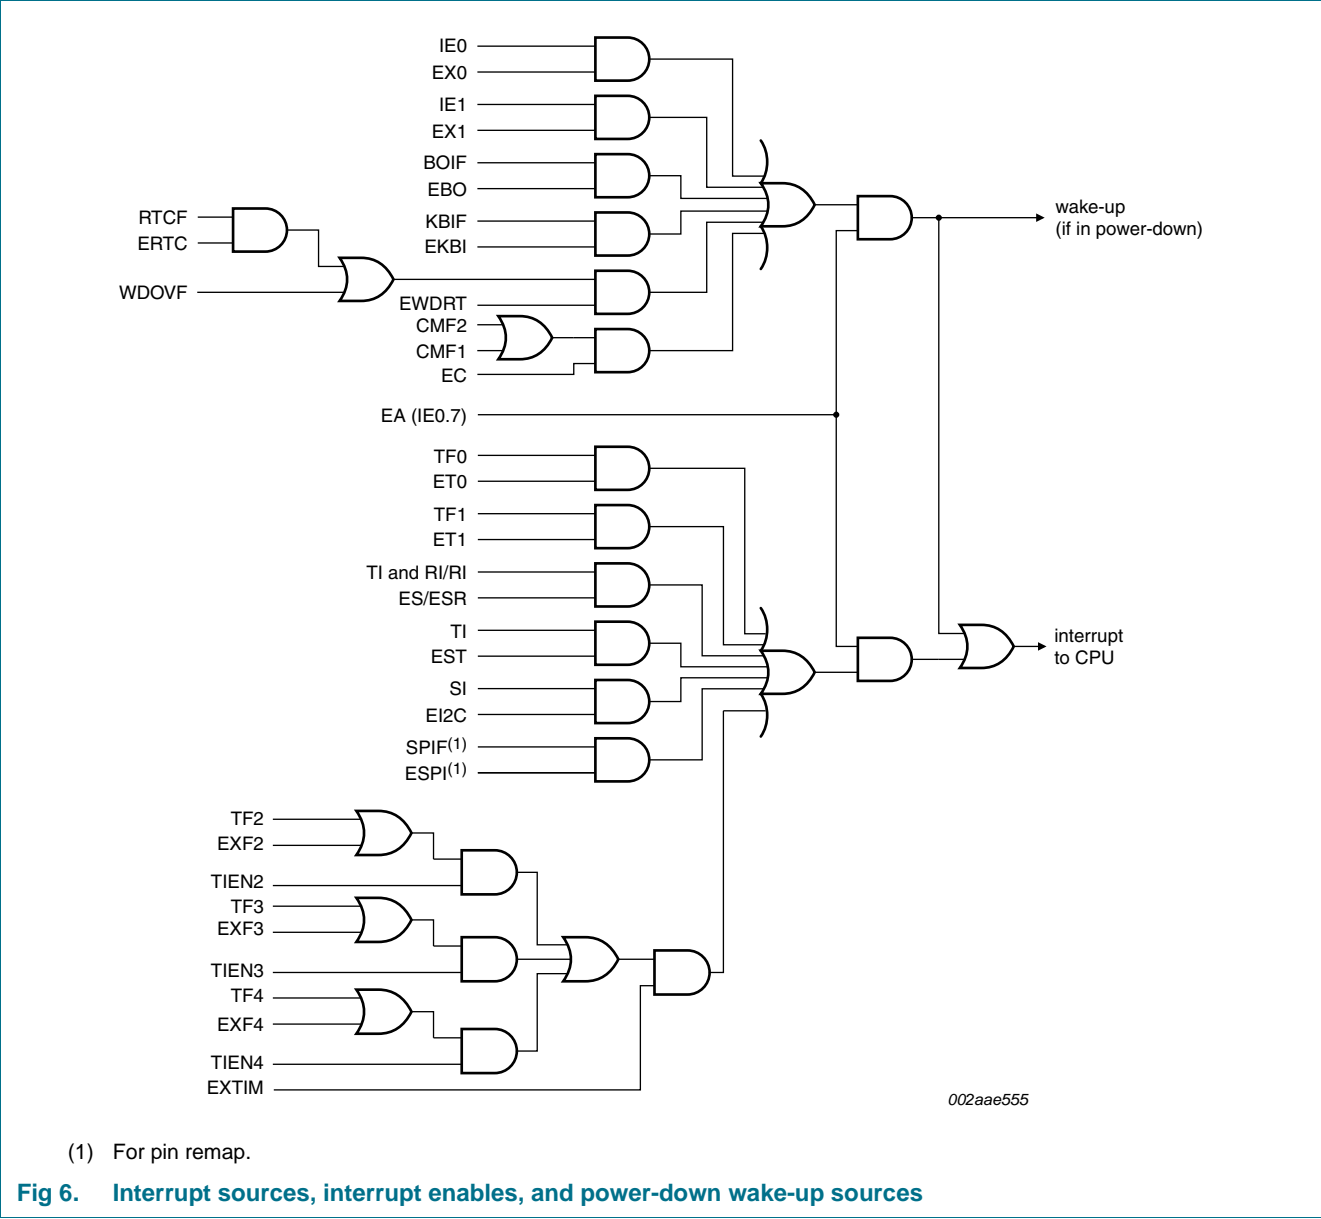 IE0
EX0
IE1
EX1
BOIF
EBO
KBIF
EKBI
RTCF
ERTC
WDOVF
EWDRT
CMF2
CMF1
EC
wake-up
(if in power-down)
EA (IE0.7)
TF0
ET0
TF1
ET1
TI and RI/RI
ES/ESR
TI
EST
SI
EI2C
SPIF(1)
ESPI(1)
interrupt
to CPU
TF2
EXF2
TIEN2
TF3
EXF3
TIEN3
TF4
EXF4
TIEN4
EXTIM
002aae555
(1) For pin remap.
Fig 6. Interrupt sources, interrupt enables, and power-down wake-up sources